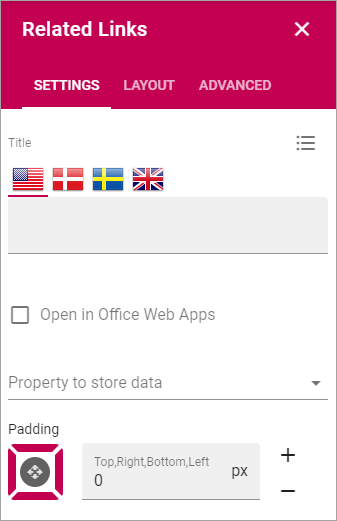 Related Links
SETTINGS LAYOUT ADVANCED
Title
Open in Office Web Apps
Property to store data
Padding
Top,Right,Bottom,Left
0 px